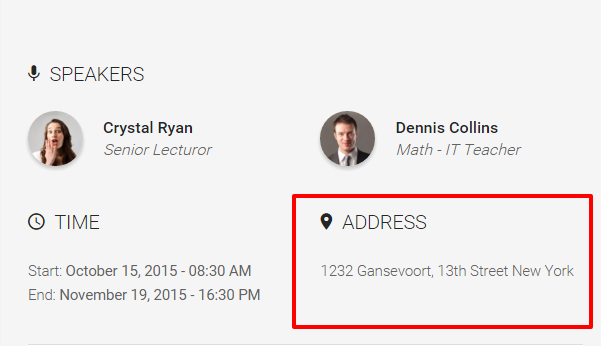 SPEAKERS
Crystal Ryan
Senior Lecturor
Dennis Collins
Math - IT Teacher
TIME
Start: October 15, 2015 - 08:30 AM
End: November 19, 2015 - 16:30 PM
ADDRESS
1232 Gansevoort, 13th Street New York